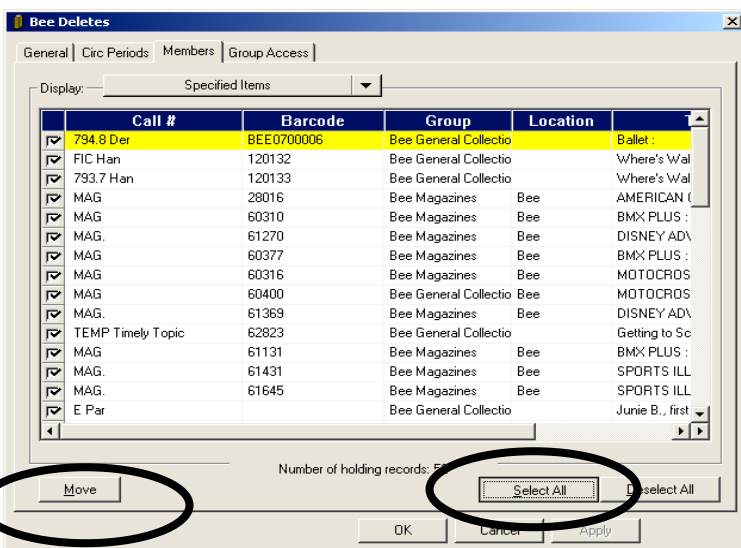 Bee Deletes
General Circ Periods Members Group Access
Display: Specified Items
Call # Barcode Group Location
794.8 Der BEE0700006 Bee General Collectio Ballet :
FIC Han 120132 Bee General Collectio Where's Wal
793.7 Han 120133 Bee General Collectio Where's Wal
MAG 28016 Bee Magazines Bee AMERICAN
MAG 60310 Bee Magazines Bee BMX PLUS :
MAG. 61270 Bee Magazines Bee DISNEY ADV
MAG 60377 Bee Magazines Bee BMX PLUS :
MAG 60316 Bee Magazines Bee MOTOCROS
MAG 60400 Bee General Collectio Bee MOTOCROS
MAG. 61369 Bee Magazines Bee DISNEY ADV
TEMP Timely Topic 62823 Bee General Collectio Getting to Sc
MAG 61131 Bee Magazines Bee BMX PLUS :
MAG. 61431 Bee Magazines Bee SPORTS ILL
MAG. 61645 Bee Magazines Bee SPORTS ILL
E Par Bee General Collectio Junie B., first
Number of holding records:
Move Select All Deselect All
OK Cancel Apply